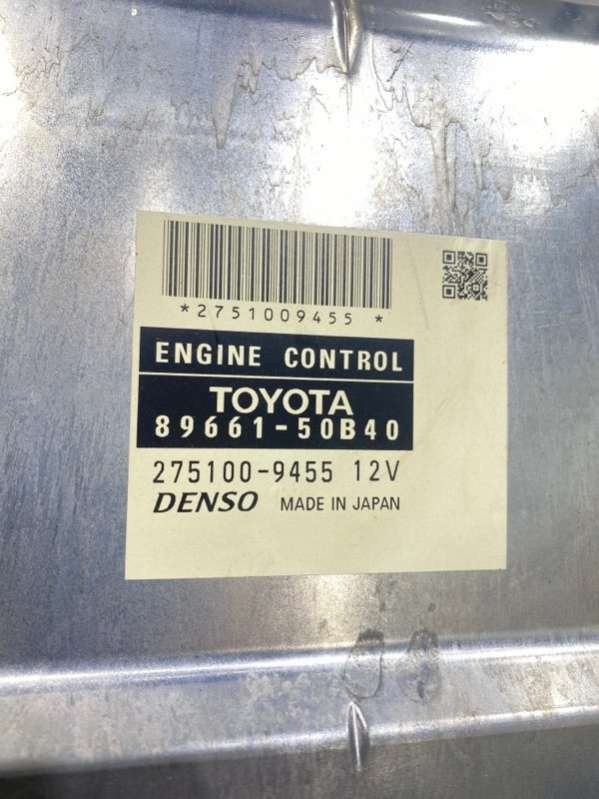 *2751009455*
ENGINE CONTROL
TOYOTA
89661-50B40
275100-9455 12V
DENSO MADE IN JAPAN